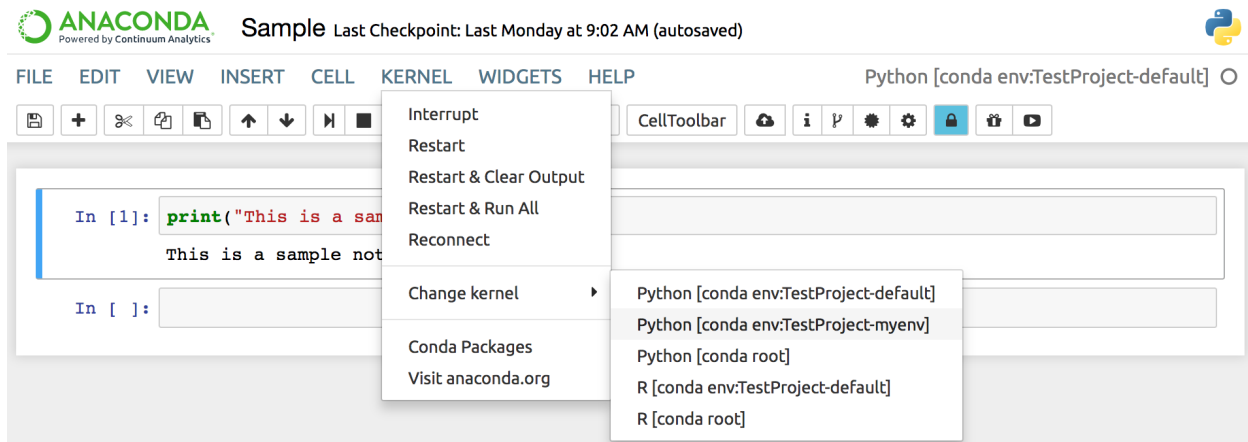 ANACONDA
Powered by Continuum Analytics
Sample Last Checkpoint: Last Monday at 9:02 AM (autosaved)
FILE EDIT VIEW INSERT CELL KERNEL WIDGETS HELP Python [conda env:TestProject-default]
CellToolbar
Interrupt
Restart
Restart & Clear Output
Restart & Run All
Reconnect
Change kernel
Conda Packages
Visit anaconda.org
Python [conda env:TestProject-default]
Python [conda env:TestProject-myenv]
Python [conda root]
R [conda env:TestProject-default]
R [conda root]
In [1]: print("This is a sam
This is a sample not
In [ ]: